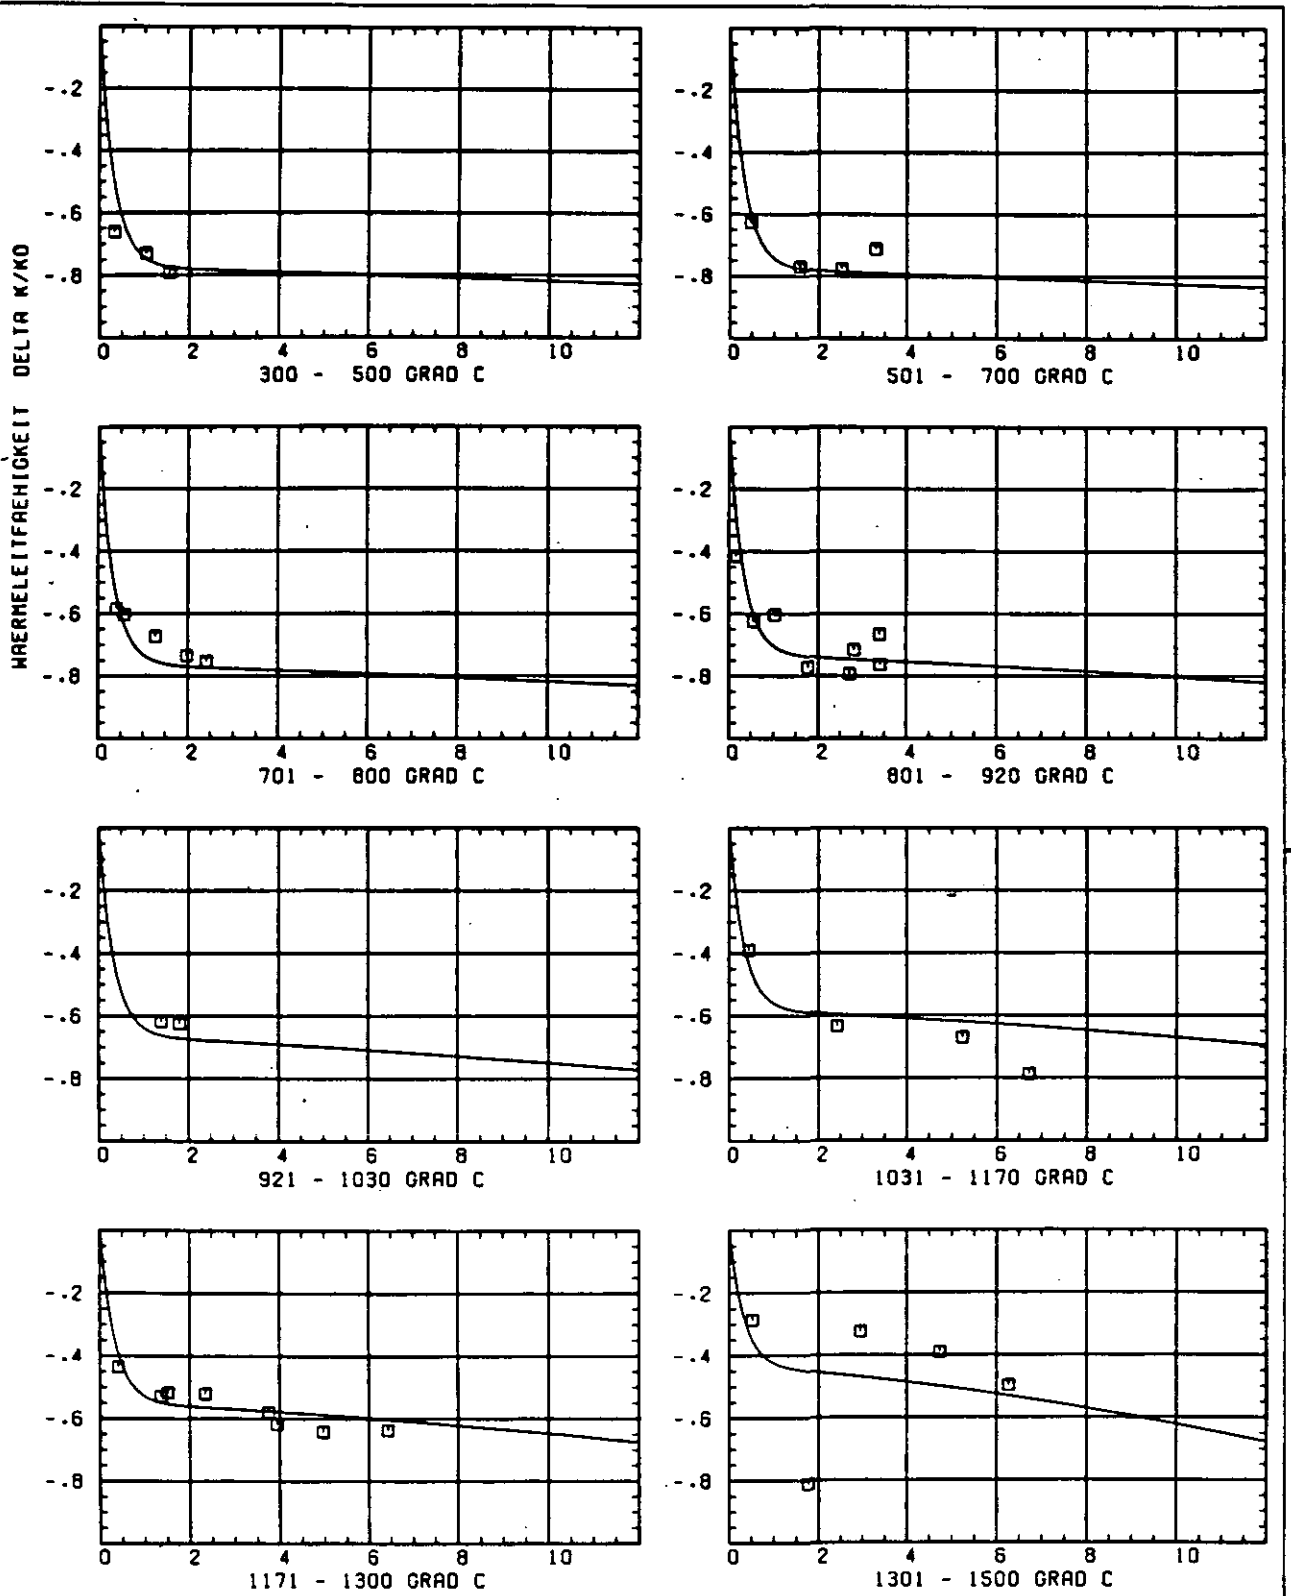 WAERMELEITFAEHIGKEIT DELTA K/K0
-.2 -.4 -.6 -.8
0 2 4 6 8 10
300 - 500 GRAD C
-.2 -.4 -.6 -.8
0 2 4 6 8 10
501 - 700 GRAD C
-.2 -.4 -.6 -.8
0 2 4 6 8 10
701 - 800 GRAD C
-.2 -.4 -.6 -.8
0 2 4 6 8 10
801 - 920 GRAD C
-.2 -.4 -.6 -.8
0 2 4 6 8 10
921 - 1030 GRAD C
-.2 -.4 -.6 -.8
0 2 4 6 8 10
1031 - 1170 GRAD C
-.2 -.4 -.6 -.8
0 2 4 6 8 10
1171 - 1300 GRAD C
-.2 -.4 -.6 -.8
0 2 4 6 8 10
1301 - 1500 GRAD C